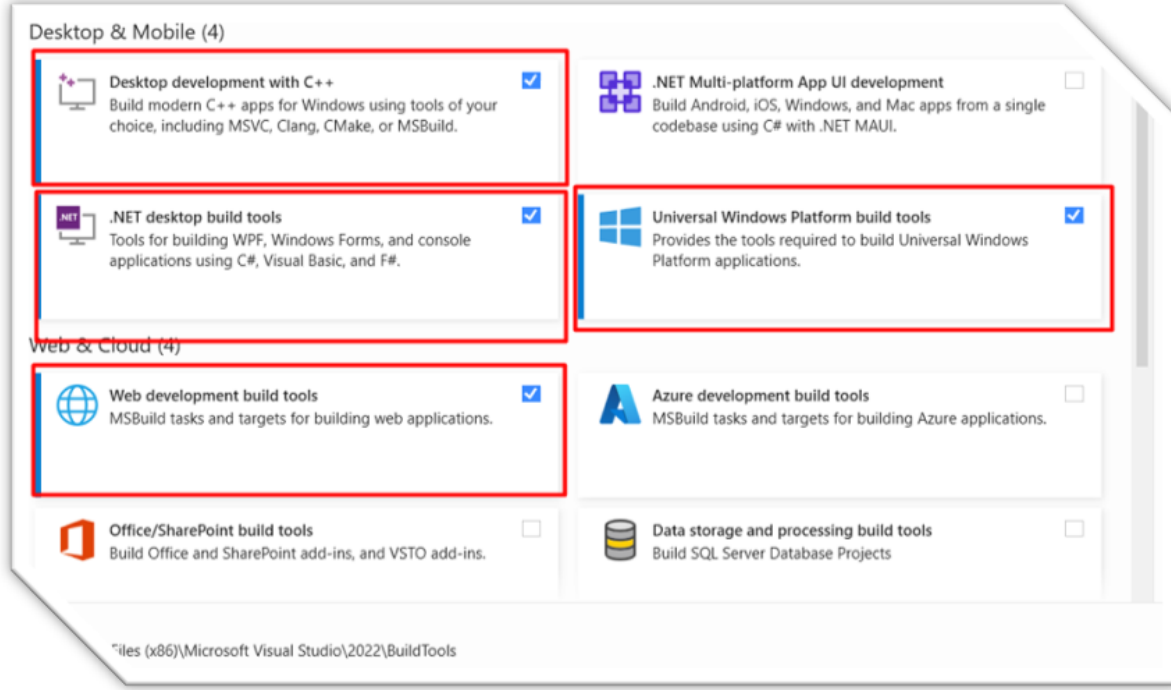 Desktop & Mobile (4)
Desktop development with C++
Build modern C++ apps for Windows using tools of your
choice, including MSVC, Clang, CMake, or MSBuild.
.NET Multi-platform App UI development
Build Android, iOS, Windows, and Mac apps from a single
codebase using C# with .NET MAUI.
.NET
.NET desktop build tools
Tools for building WPF, Windows Forms, and console
applications using C#, Visual Basic, and F#.
Universal Windows Platform build tools
Provides the tools required to build Universal Windows
Platform applications.
Web & Cloud (4)
Web development build tools
MSBuild tasks and targets for building web applications.
Azure development build tools
MSBuild tasks and targets for building Azure applications.
Office/SharePoint build tools
Build Office and SharePoint add-ins, and VSTO add-ins.
Data storage and processing build tools
Build SQL Server Database Projects
Files (x86)\Microsoft Visual Studio\2022\BuildTools